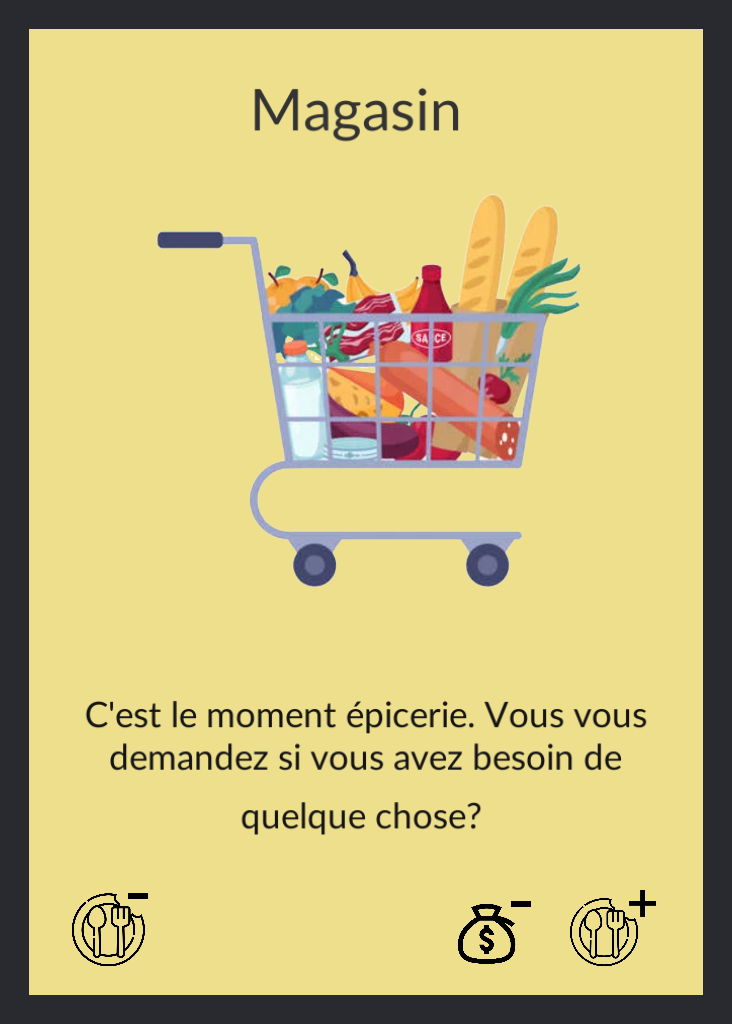 Magasin
SAUCE
C'est le moment épicerie. Vous vous
demandez si vous avez besoin de
quelque chose?
$